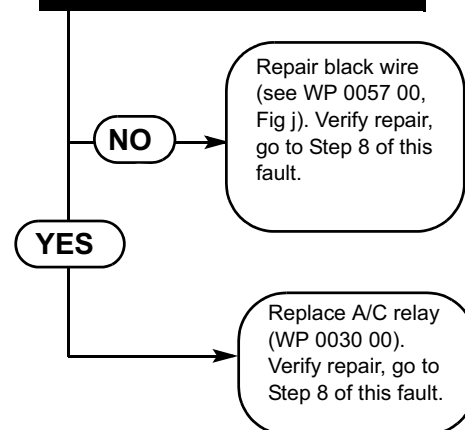 Repair black wire
(see WP 0057 00,
Fig j). Verify repair,
go to Step 8 of this
fault.
NO
YES
Replace A/C relay
(WP 0030 00).
Verify repair, go to
Step 8 of this fault.